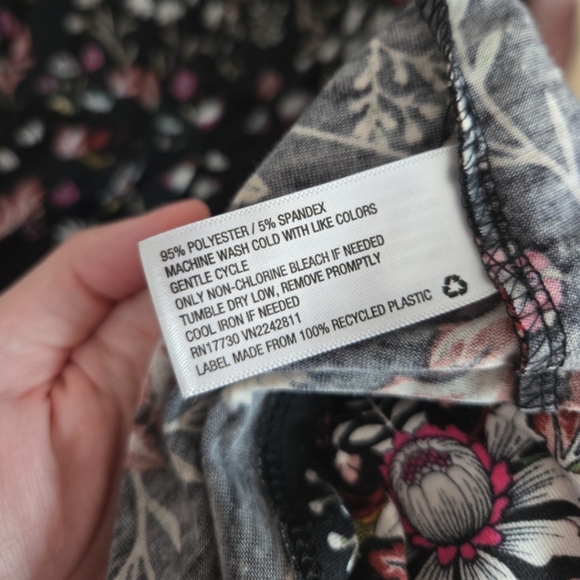 95% POLYESTER / 5% SPANDEX
MACHINE WASH COLD WITH LIKE COLORS
GENTLE CYCLE
ONLY NON-CHLORINE BLEACH IF NEEDED
TUMBLE DRY LOW, REMOVE PROMPTLY
COOL IRON IF NEEDED
RN17730 VN2242811
LABEL MADE FROM 100% RECYCLED PLASTIC